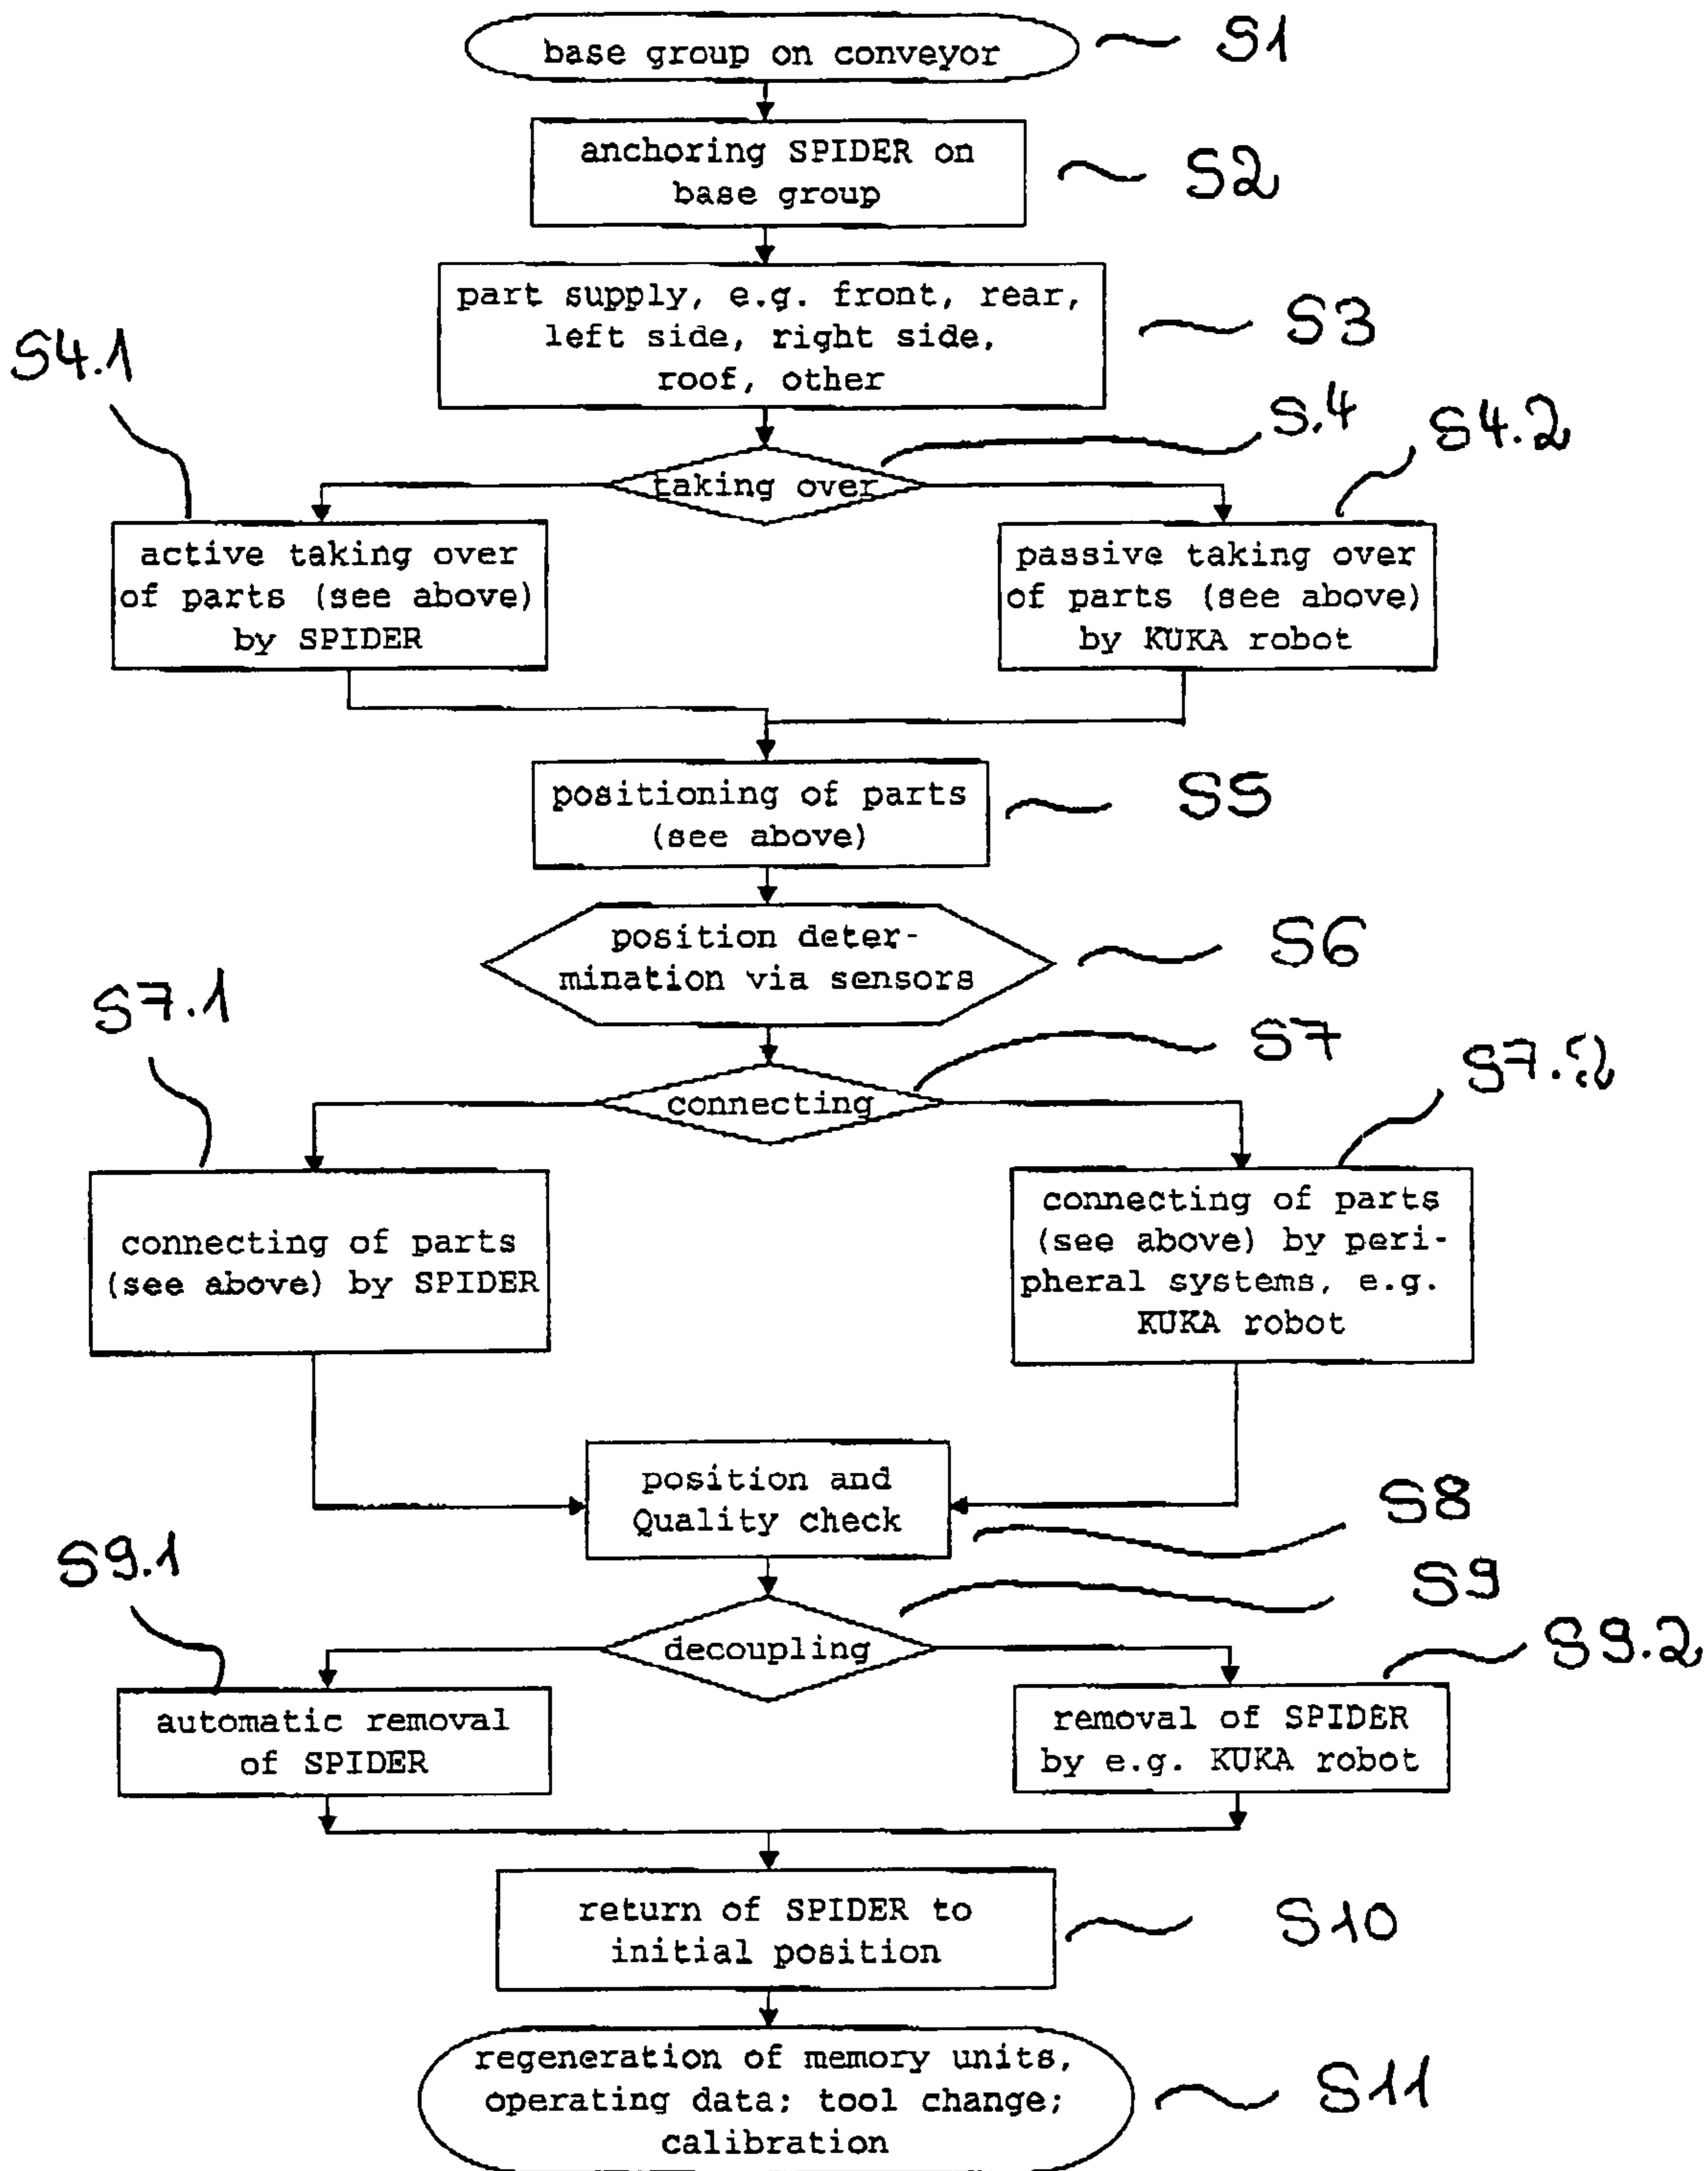 base group on conveyor
S1
anchoring SPIDER on
base group
S2
part supply, e.g. front, rear,
left side, right side,
roof, other
S3
S4.1
S.4
S4.2
taking over
active taking over
of parts (see above)
by SPIDER
passive taking over
of parts (see above)
by KUKA robot
positioning of parts
(see above)
S5
position deter-
mination via sensors
S6
S7.1
S7
S7.2
connecting
connecting of parts
(see above) by SPIDER
connecting of parts
(see above) by peri-
pheral systems, e.g.
KUKA robot
position and
Quality check
S8
S9.1
S9
S9.2
decoupling
automatic removal
of SPIDER
removal of SPIDER
by e.g. KUKA robot
return of SPIDER to
initial position
S10
regeneration of memory units,
operating data; tool change;
calibration
S11